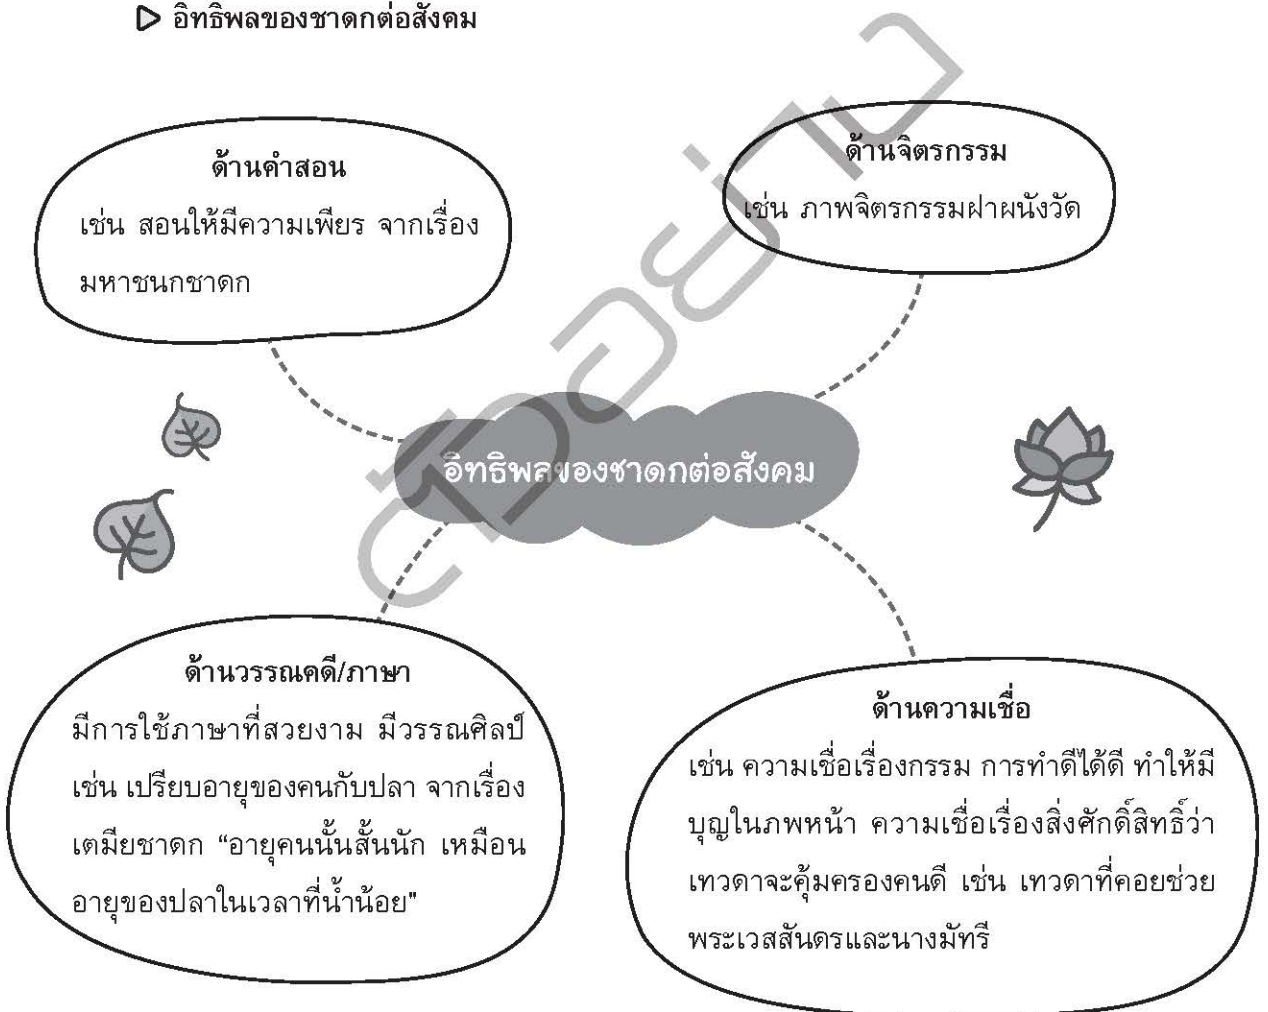 อิทธิพลของชาดกต่อสังคม
ด้านคำสอน
เช่น สอนให้มีความเพียร จากเรื่อง
มหาชนกชาดก
ด้านจิตรกรรม
เช่น ภาพจิตรกรรมฝาผนังวัด
อิทธิพลของชาดกต่อสังคม
ด้านวรรณคดี/ภาษา
มีการใช้ภาษาที่สวยงาม มีวรรณศิลป์
เช่น เปรียบอายุของคนกับปลา จากเรื่อง
เตมียชาดก “อายุคนนั้นสั้นนัก เหมือน
อายุของปลาในเวลาที่น้ำน้อย"
ด้านความเชื่อ
เช่น ความเชื่อเรื่องกรรม การทำดีได้ดี ทำให้มี
บุญในภพหน้า ความเชื่อเรื่องสิ่งศักดิ์สิทธิ์ว่า
เทวดาจะคุ้มครองคนดี เช่น เทวดาที่คอยช่วย
พระเวสสันดรและนางมัทรี
ตัวอย่าง